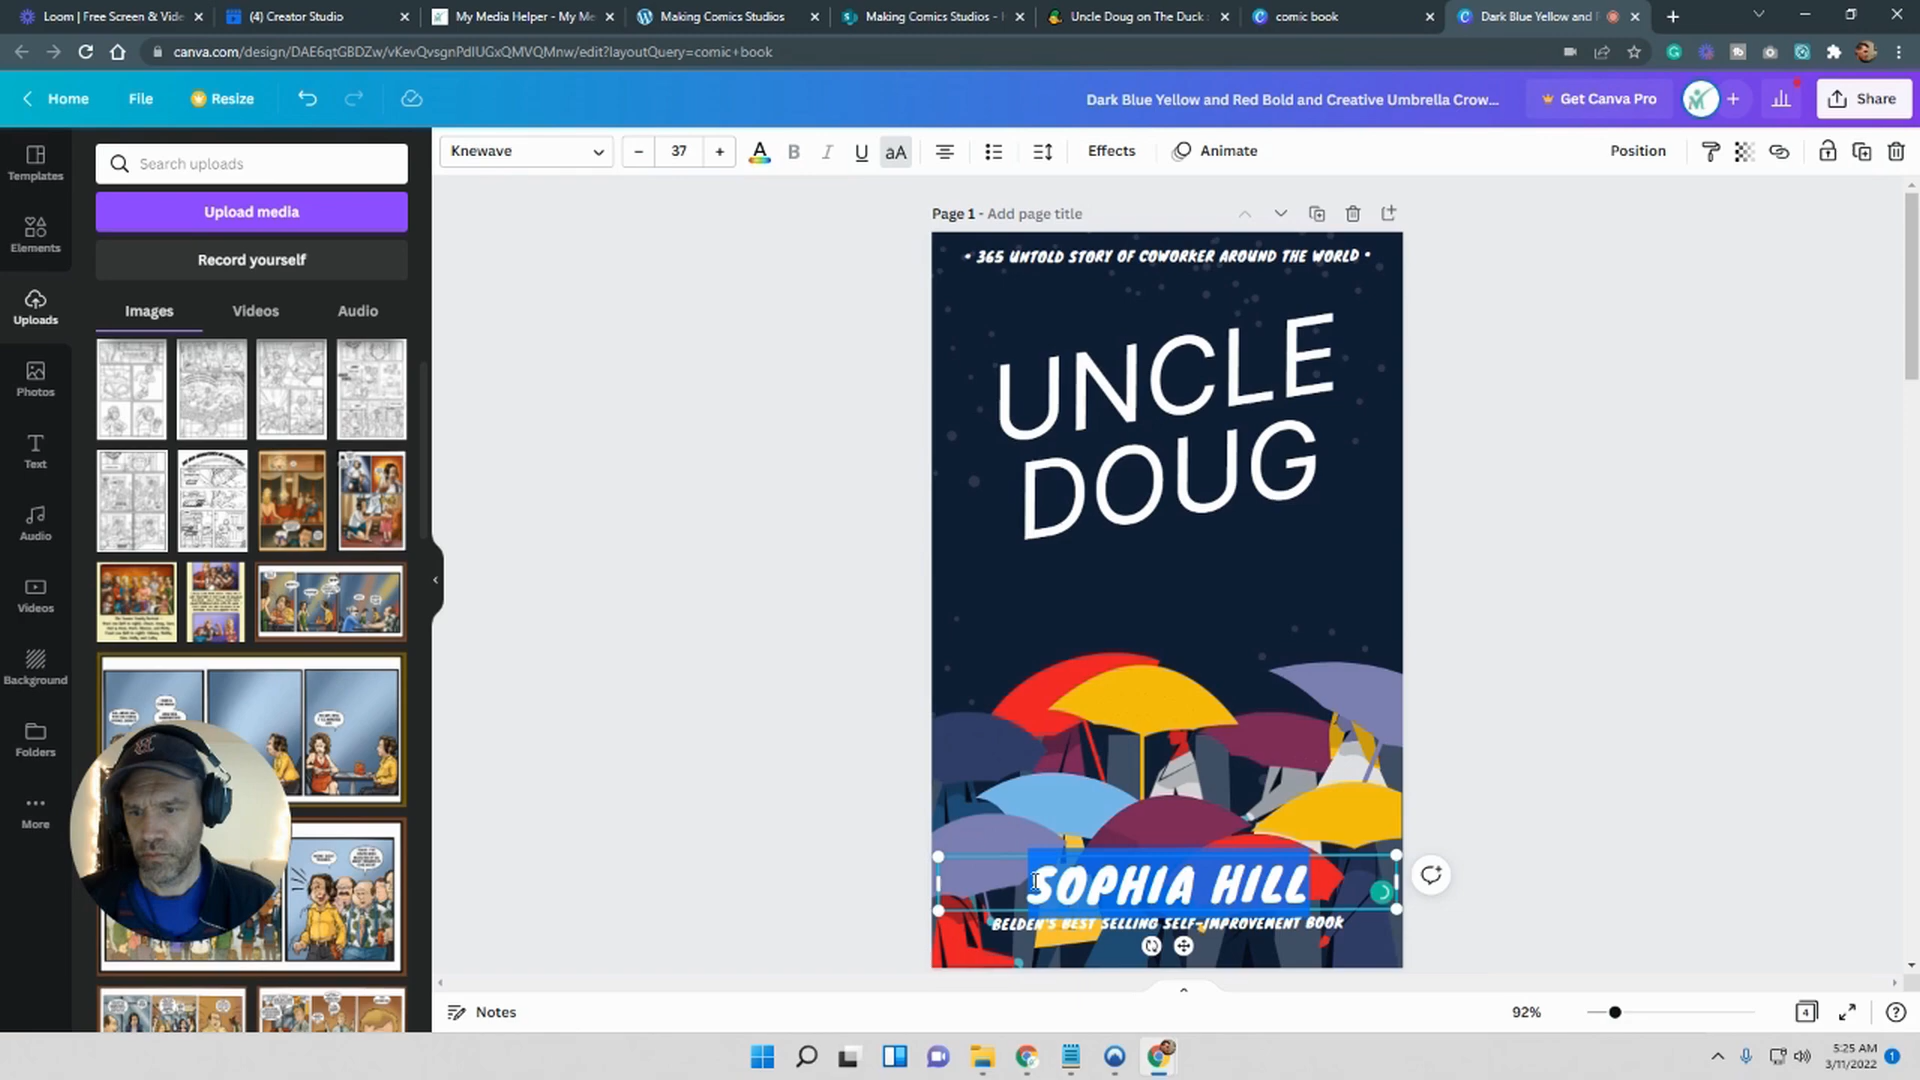 Loom | Free Screen & Vide
(4) Creator Studio
My Media Helper - My Me
Making Comics Studios
Making Comics Studios -
Uncle Doug on The Duck
comic book
Dark Blue Yellow and
canva.com/design/DAE6qtGBDZw/vKevQvsgnPdIUGxQMVQMnw/edit?layoutQuery=comic+book
Home
File
Resize
Dark Blue Yellow and Red Bold and Creative Umbrella Crow...
Get Canva Pro
Share
Templates
Elements
Uploads
Photos
Text
Audio
Videos
Background
Folders
More
Search uploads
Upload media
Record yourself
Images
Videos
Audio
Knewave
37
aA
Effects
Animate
Position
Page 1 - Add page title
• 365 UNTOLD STORY OF COWORKER AROUND THE WORLD •
UNCLE
DOUG
SOPHIA HILL
BELDEN'S BEST SELLING SELF-IMPROVEMENT BOOK
Notes
92%
4
5:25 AM
3/11/2022
1